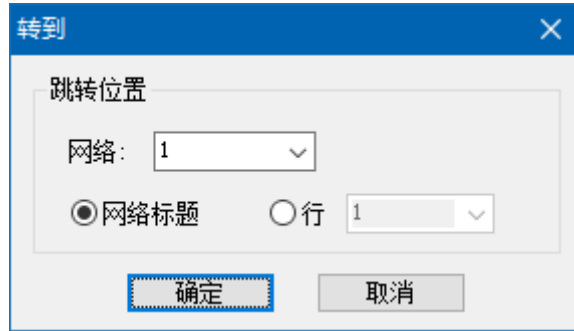 转到
跳转位置
网络: 1
网络标题 行 1
确定 取消